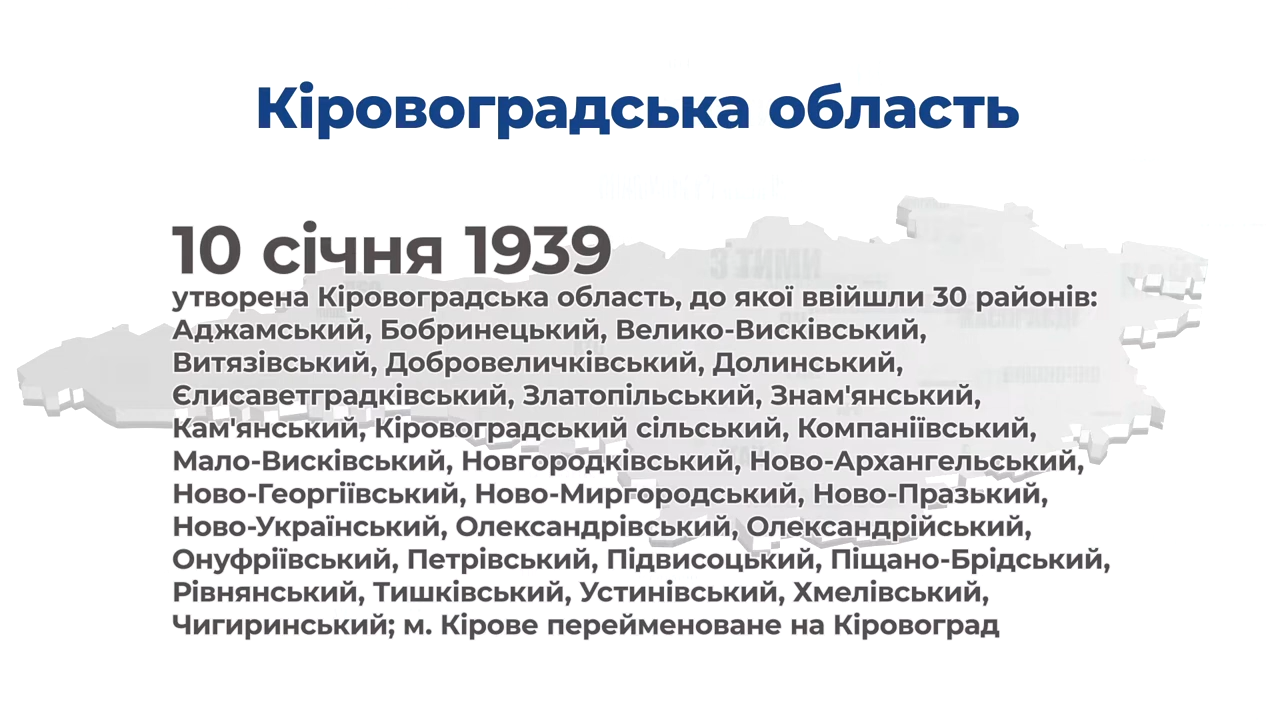 Кіровоградська область
10 січня 1939
утворена Кіровоградська область, до якої ввійшли 30 районів:
Аджамський, Бобринецький, Велико-Висківський,
Витязівський, Добровеличківський, Долинський,
Єлисаветградківський, Златопільський, Знам'янський,
Кам'янський, Кіровоградський сільський, Компаніївський,
Мало-Висківський, Новгородківський, Ново-Архангельський,
Ново-Георгіївський, Ново-Миргородський, Ново-Празький,
Ново-Український, Олександрівський, Олександрійський,
Онуфріївський, Петрівський, Підвисоцький, Піщано-Брідський,
Рівнянський, Тишківський, Устинівський, Хмелівський,
Чигиринський; м. Кірове перейменоване на Кіровоград